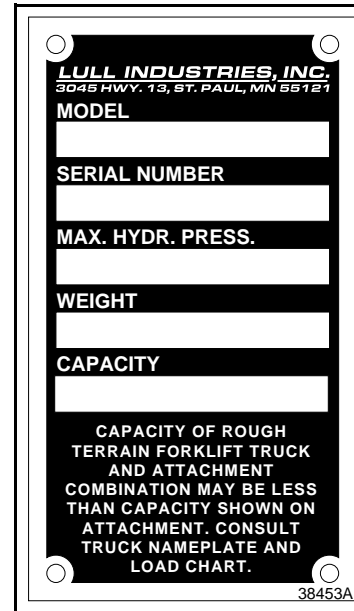 LULL INDUSTRIES, INC.
3045 HWY. 13, ST. PAUL, MN 55121
MODEL
SERIAL NUMBER
MAX. HYDR. PRESS.
WEIGHT
CAPACITY
CAPACITY OF ROUGH
TERRAIN FORKLIFT TRUCK
AND ATTACHMENT
COMBINATION MAY BE LESS
THAN CAPACITY SHOWN ON
ATTACHMENT. CONSULT
TRUCK NAMEPLATE AND
LOAD CHART.
38453A